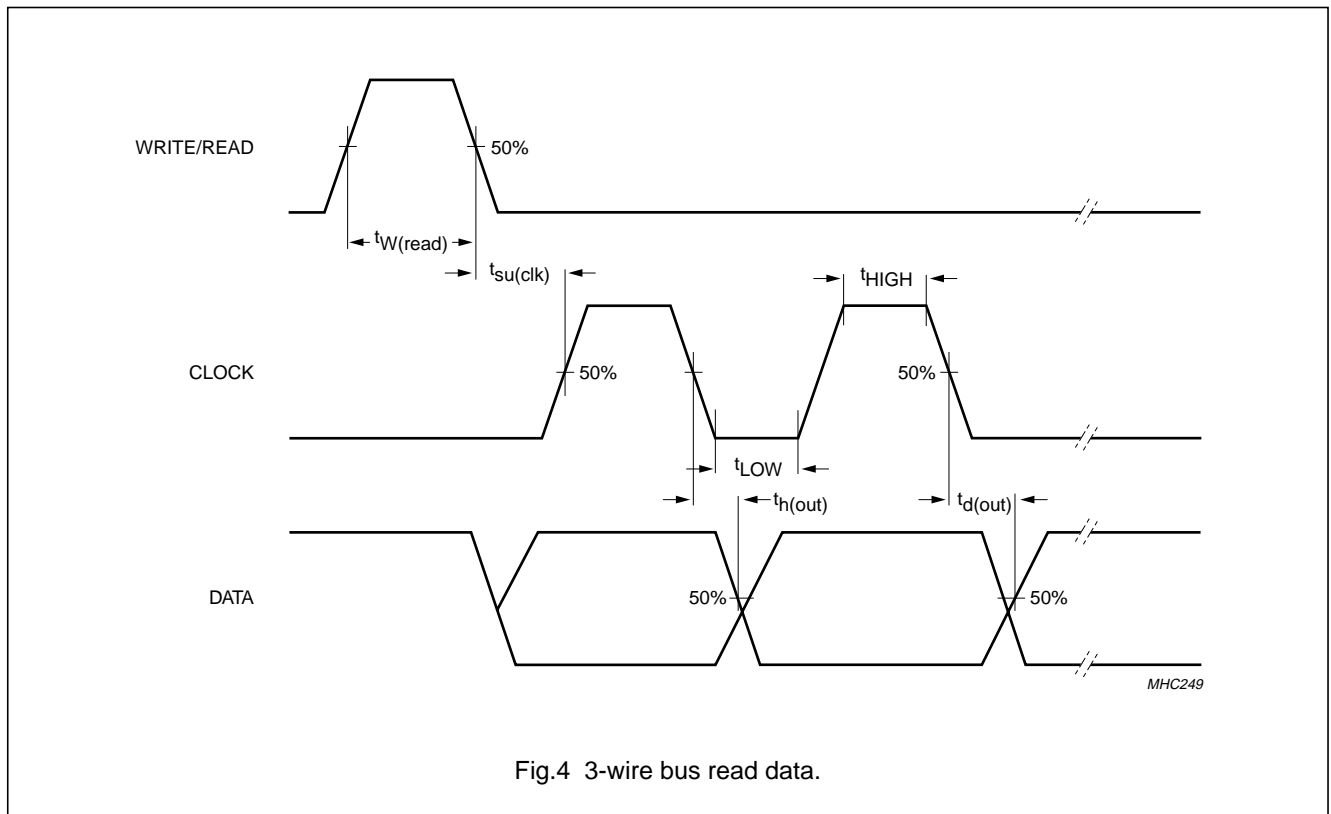 WRITE/READ
50%
tW(read)
tsu(clk)
tHIGH
CLOCK
50%
50%
tLOW
th(out)
td(out)
DATA
50%
50%
MHC249
Fig.4 3-wire bus read data.